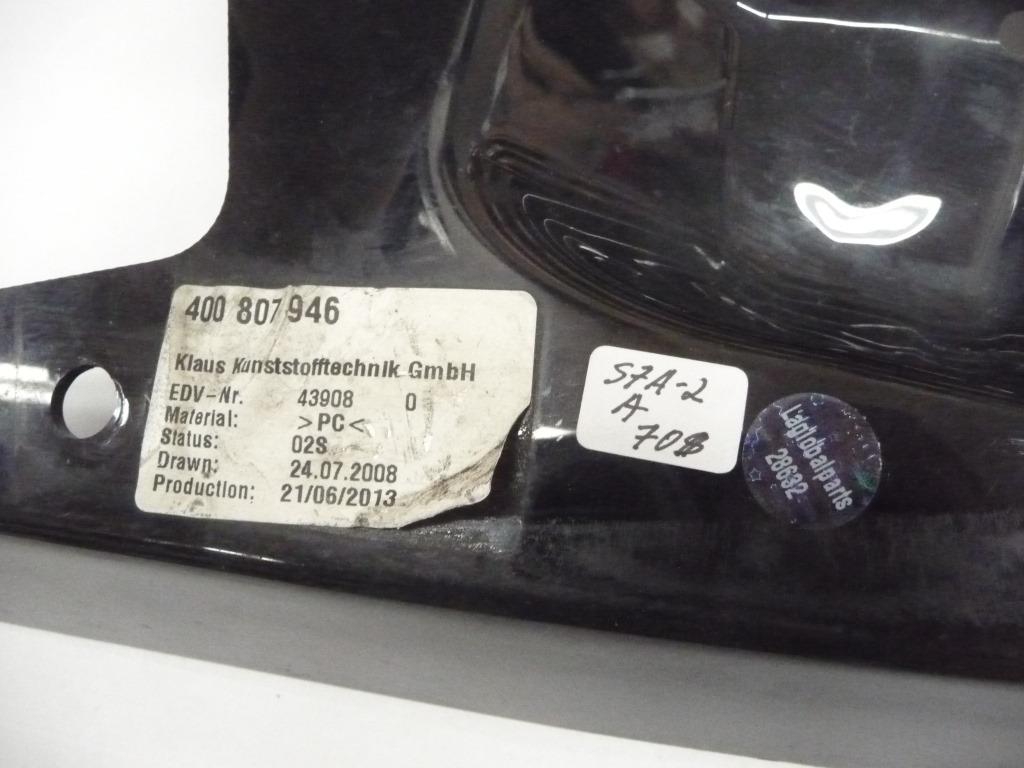 400 807 946
Klaus Kunststofftechnik GmbH
EDV-Nr. 43908 0
Material: >PC<
Status: 02S
Drawn: 24.07.2008
Production: 21/06/2013
S7A-2
A
70$
Laglobalparts
28632